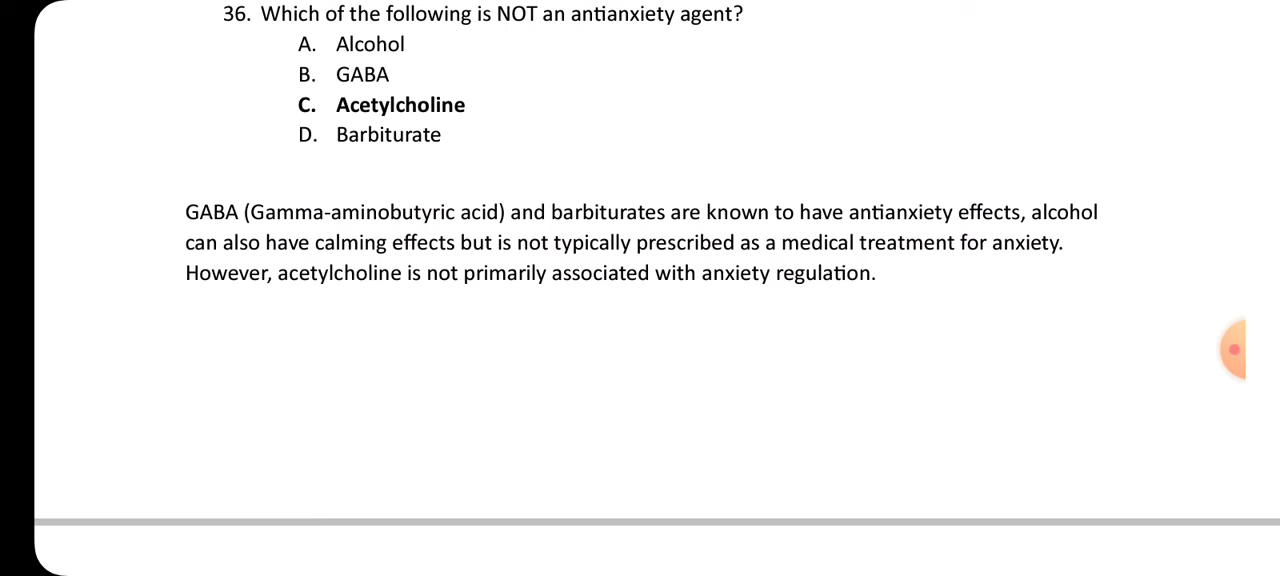 36. Which of the following is NOT an antianxiety agent?
A. Alcohol
B. GABA
C. Acetylcholine
D. Barbiturate
GABA (Gamma-aminobutyric acid) and barbiturates are known to have antianxiety effects, alcohol
can also have calming effects but is not typically prescribed as a medical treatment for anxiety.
However, acetylcholine is not primarily associated with anxiety regulation.